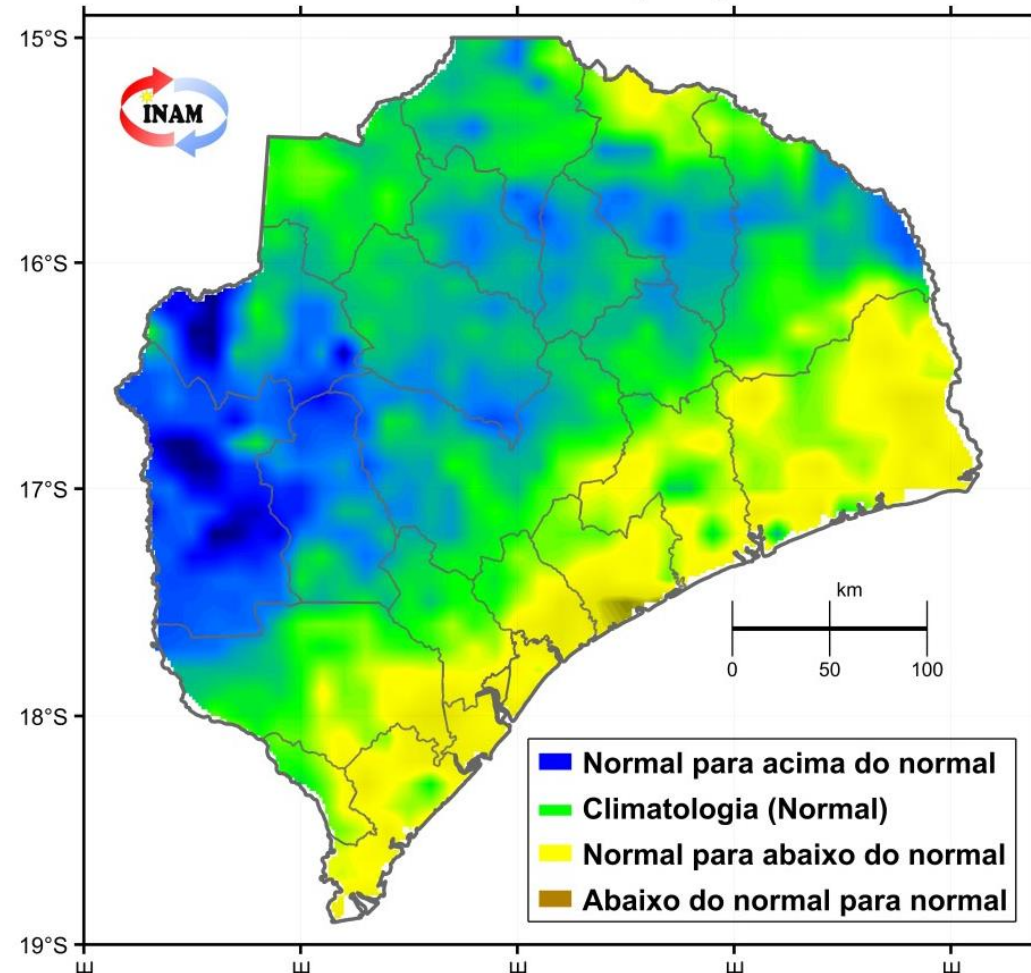 15°S
INAM
16°S
17°S
km
0 50 100
18°S
Normal para acima do normal
Climatologia (Normal)
Normal para abaixo do normal
Abaixo do normal para normal
19°S